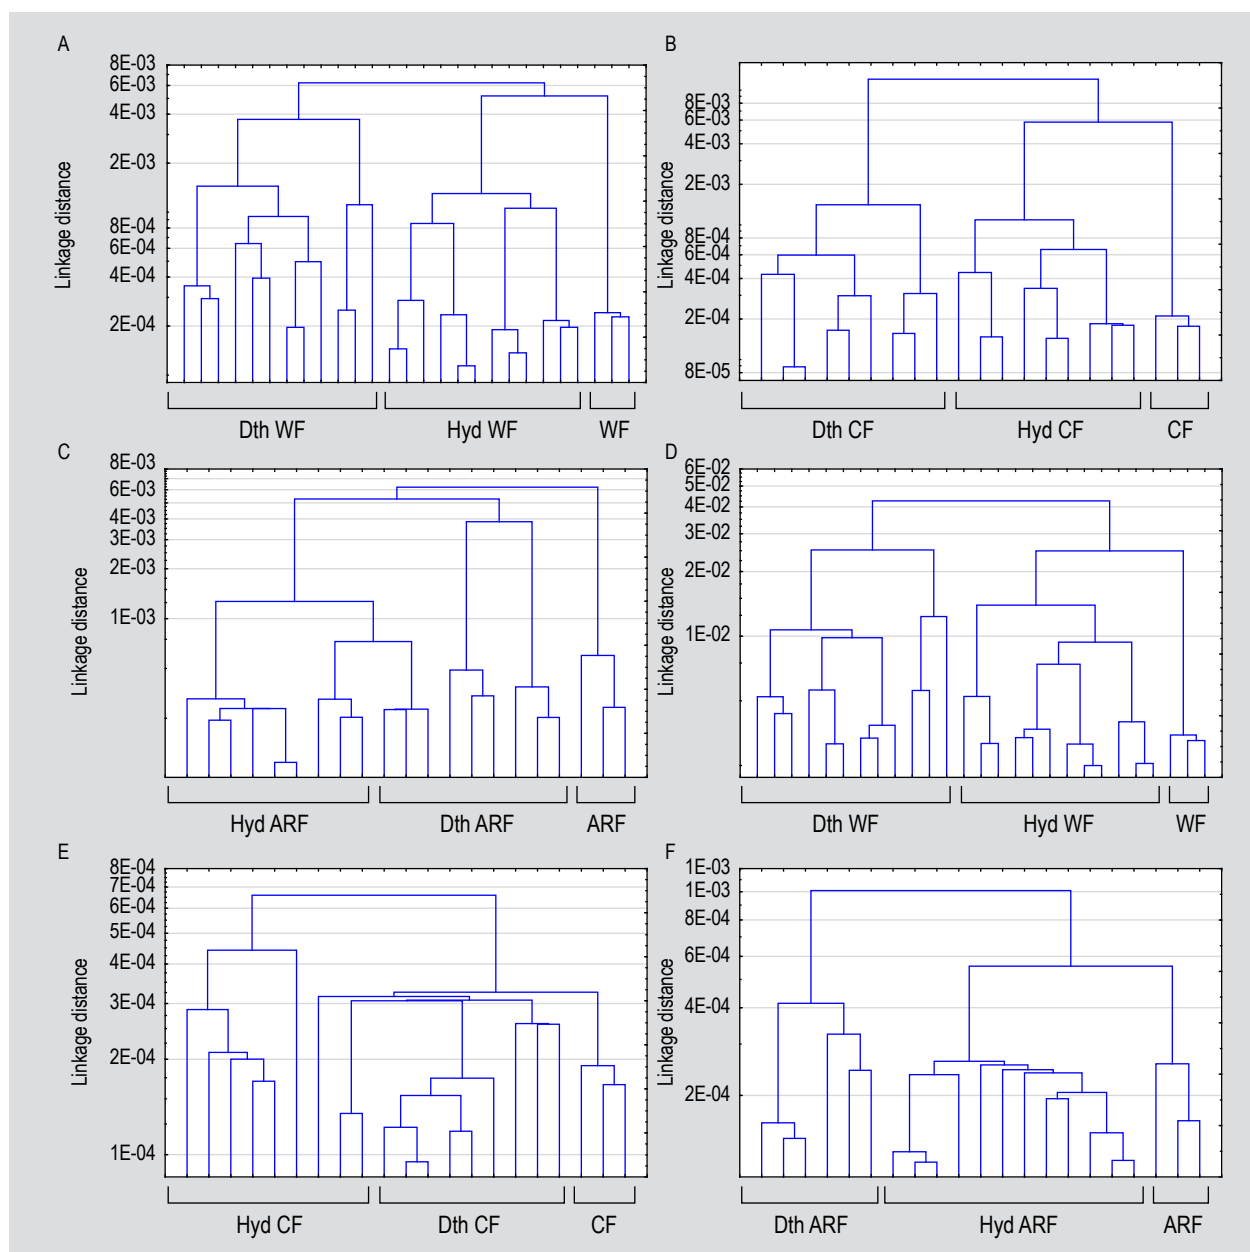 A
8E-03
6E-03
4E-03
2E-03
8E-04
6E-04
4E-04
2E-04
Linkage distance
Dth WF
Hyd WF
WF
B
8E-03
6E-03
4E-03
2E-03
8E-04
6E-04
4E-04
2E-04
8E-05
Linkage distance
Dth CF
Hyd CF
CF
C
8E-03
6E-03
4E-03
3E-03
2E-03
1E-03
Linkage distance
Hyd ARF
Dth ARF
ARF
D
6E-02
5E-02
4E-02
3E-02
2E-02
1E-02
Linkage distance
Dth WF
Hyd WF
WF
E
8E-04
7E-04
6E-04
5E-04
4E-04
3E-04
2E-04
1E-04
Linkage distance
Hyd CF
Dth CF
CF
F
1E-03
1E-03
8E-04
6E-04
4E-04
2E-04
Linkage distance
Dth ARF
Hyd ARF
ARF